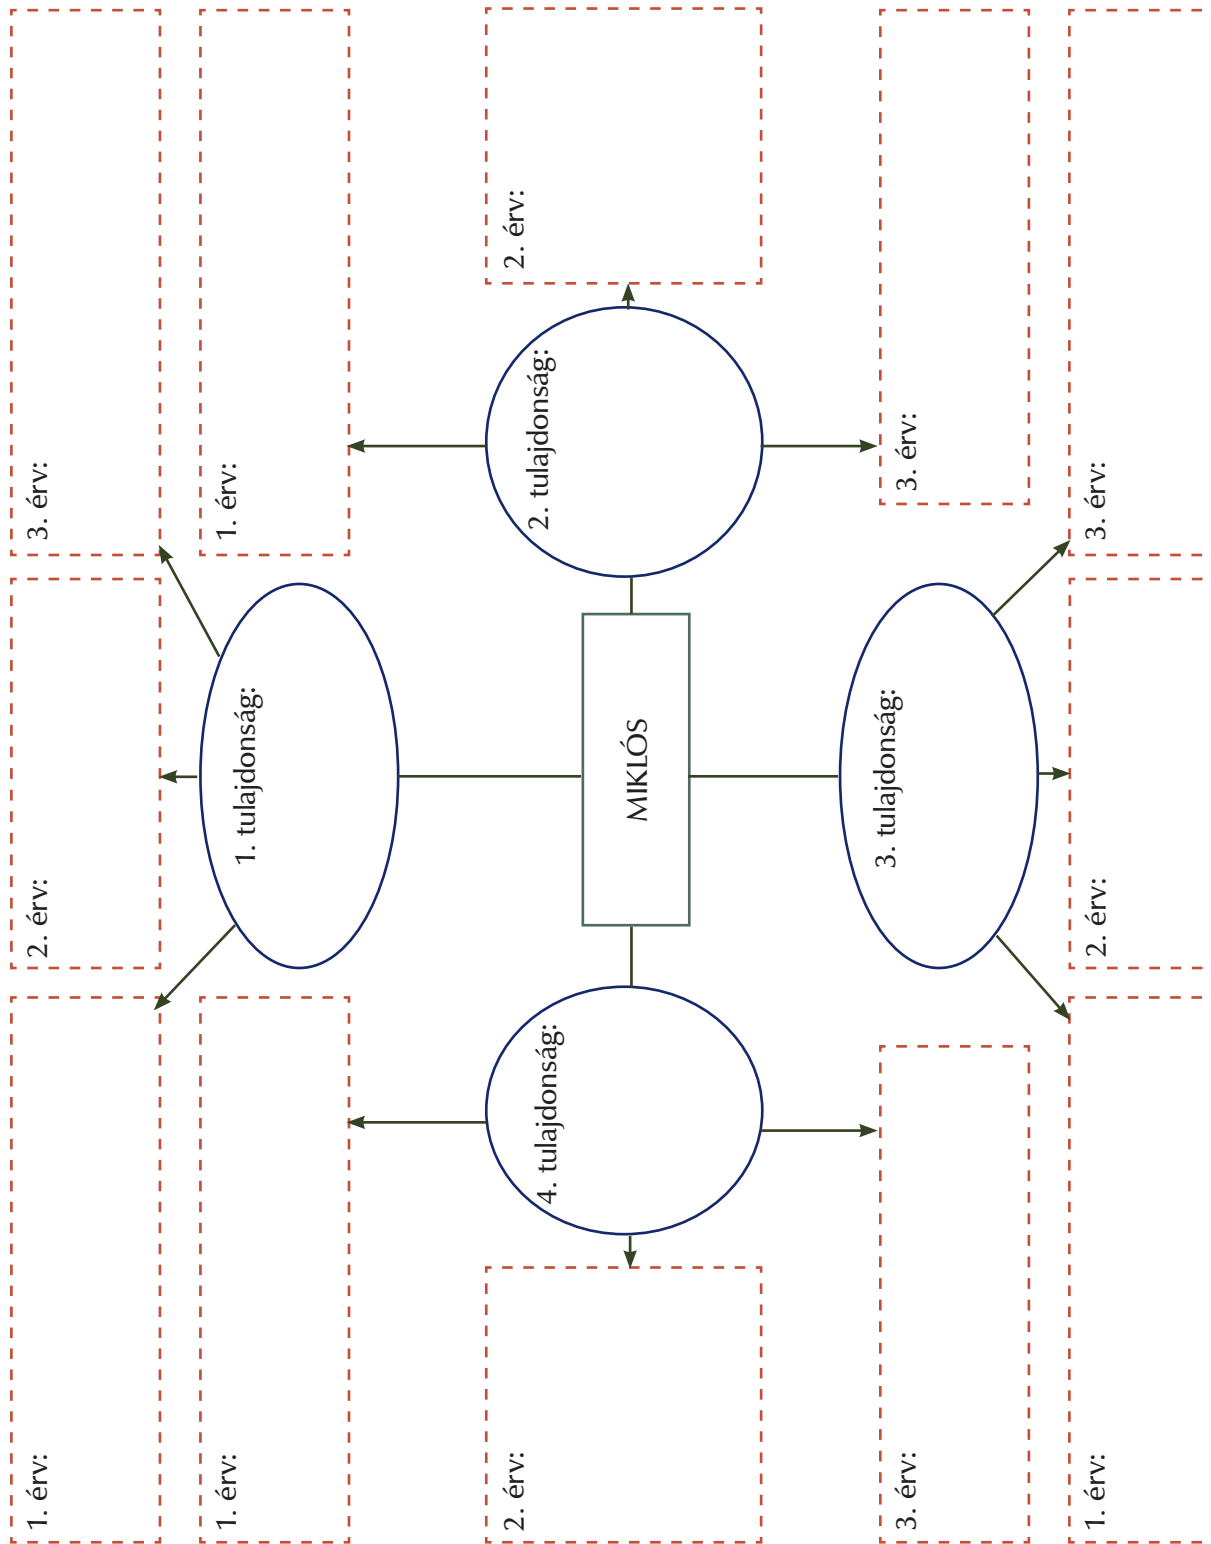 1. érv:
2. érv:
3. érv:
1. érv:
1. tulajdonság:
1. érv:
2. érv:
4. tulajdonság:
2. tulajdonság:
2. érv:
MIKLÓS
3. érv:
3. tulajdonság:
3. érv:
1. érv:
2. érv:
3. érv: